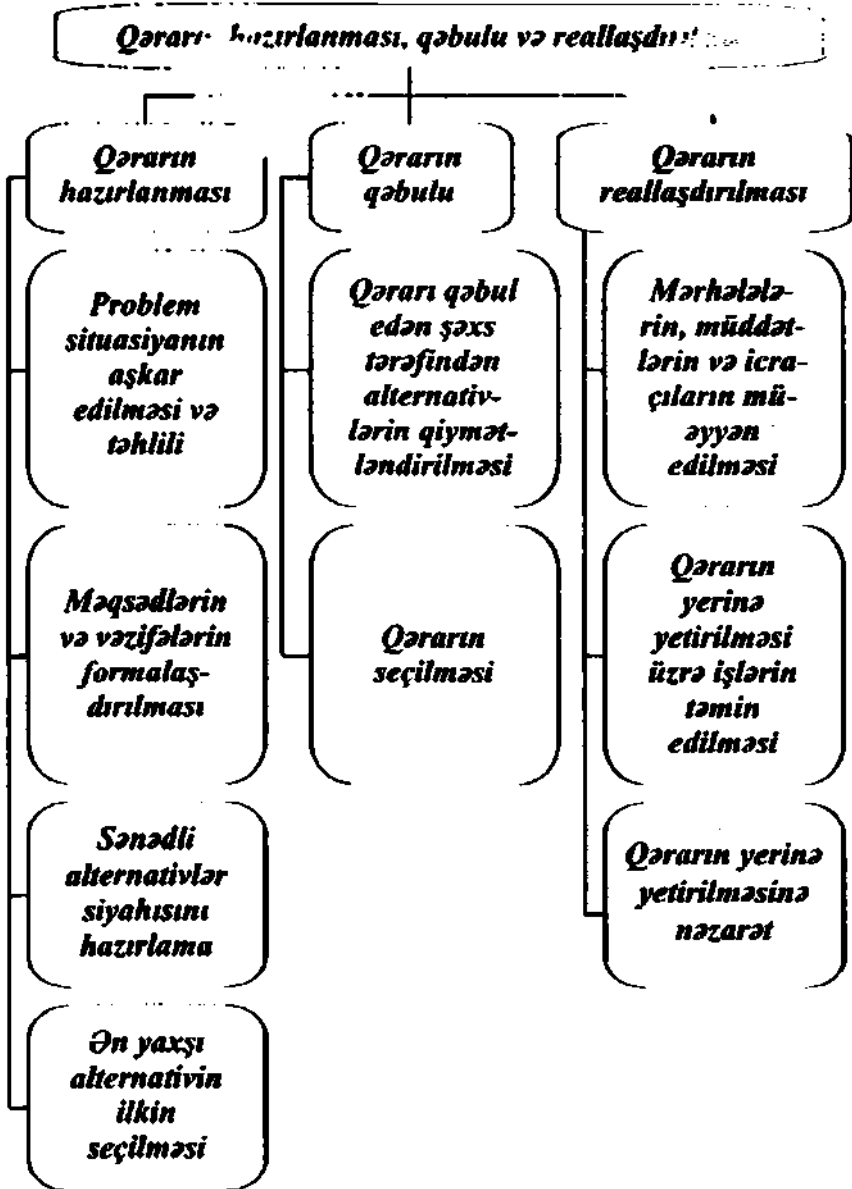 qəbulu və
Qərarın
hazırlanması
Problem
situasiyanın
aşkar
edilməsi və
təhlili
Məqsədlərin
və vəzifələrin
formalaş-
dırılması
Sənədli
alternativlər
siyahısını
hazırlama
Ən yaxşı
alternativin
ilkin
seçilməsi
Qərarın
qəbulu
Qərarı qəbul
edən şəxs
tərəfindən
alternativ-
lərin qiymət-
ləndirilməsi
Qərarın
seçilməsi
Qərarın
reallaşdırılması
Mərhələlə-
rin, müddət-
lərin və icra-
çıların mü-
əyyən
edilməsi
Qərarın
yerinə
yetirilməsi
üzrə işlərin
təmin
edilməsi
Qərarın yerinə
yetirilməsinə
nəzarət